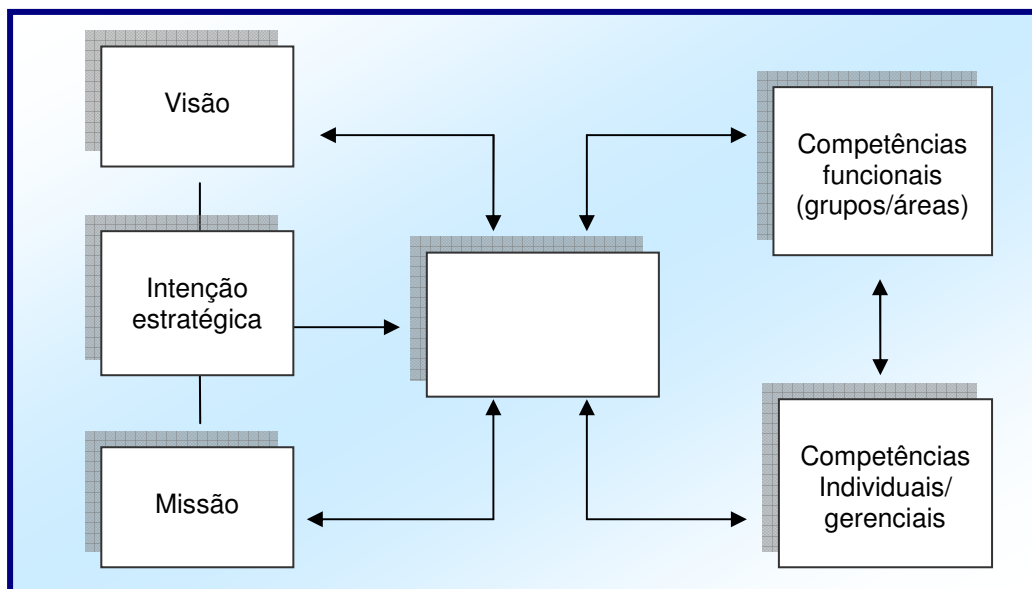 Visão
Intenção
estratégica
Missão
Competências
funcionais
(grupos/áreas)
Competências
Individuais/
gerenciais